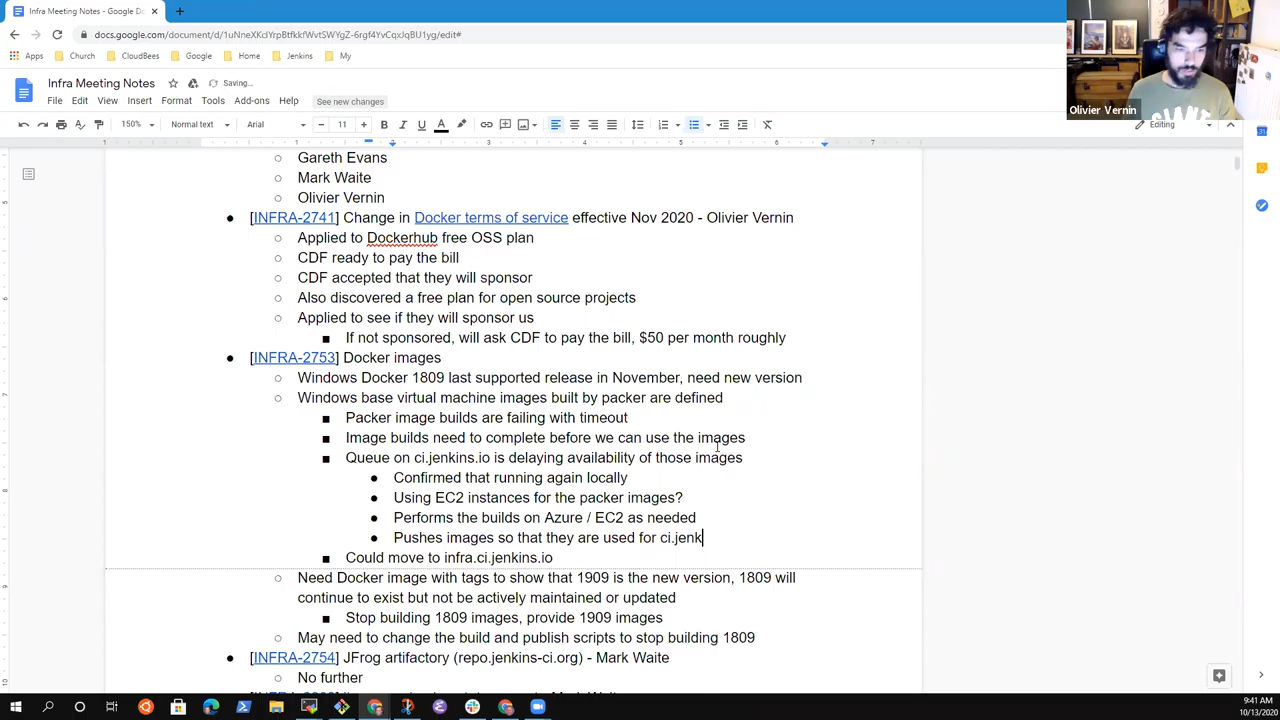 Infra Meeting Notes - Google D
docs.google.com/document/d/1uNneXKcIYrpBtfkkfWvtSWYgZ-6rgf4YvCqxJqBU1yg/edit#
Apps Church CloudBees Google Home Jenkins My
Infra Meeting Notes Saving...
File Edit View Insert Format Tools Add-ons Help See new changes
150% Normal text Arial 11 Editing
Olivier Vernin
Gareth Evans
Mark Waite
Olivier Vernin
[INFRA-2741] Change in Docker terms of service effective Nov 2020 - Olivier Vernin
Applied to Dockerhub free OSS plan
CDF ready to pay the bill
CDF accepted that they will sponsor
Also discovered a free plan for open source projects
Applied to see if they will sponsor us
If not sponsored, will ask CDF to pay the bill, $50 per month roughly
[INFRA-2753] Docker images
Windows Docker 1809 last supported release in November, need new version
Windows base virtual machine images built by packer are defined
Packer image builds are failing with timeout
Image builds need to complete before we can use the images
Queue on ci.jenkins.io is delaying availability of those images
Confirmed that running again locally
Using EC2 instances for the packer images?
Performs the builds on Azure / EC2 as needed
Pushes images so that they are used for ci.jenk
Could move to infra.ci.jenkins.io
Need Docker image with tags to show that 1909 is the new version, 1809 will
continue to exist but not be actively maintained or updated
Stop building 1809 images, provide 1909 images
May need to change the build and publish scripts to stop building 1809
[INFRA-2754] JFrog artifactory (repo.jenkins-ci.org) - Mark Waite
No further
9:41 AM
10/13/2020